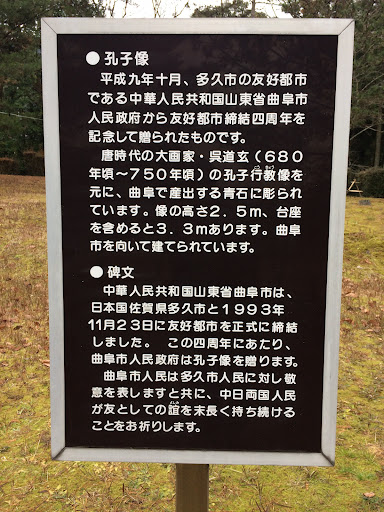 ●孔子像
　平成九年十月、多久市の友好都市
である中華人民共和国山東省曲阜市
人民政府から友好都市締結四周年を
記念して贈られたものです。
　唐時代の大画家・呉道玄（６８０
年頃～７５０年頃）の孔子行教像を
元に、曲阜で産出する青石に彫られ
ています。像の高さ２．５ｍ、台座
を含めると３．３ｍあります。曲阜
市を向いて建てられています。
●碑文
　中華人民共和国山東省曲阜市は、
日本国佐賀県多久市と１９９３年
１１月２３日に友好都市を正式に締結
しました。　この四周年にあたり、
曲阜市人民政府は孔子像を贈ります。
　曲阜市人民は多久市人民に対し敬
意を表しますと共に、中日両国人民
が友としての誼を末長く持ち続ける
ことをお祈りします。